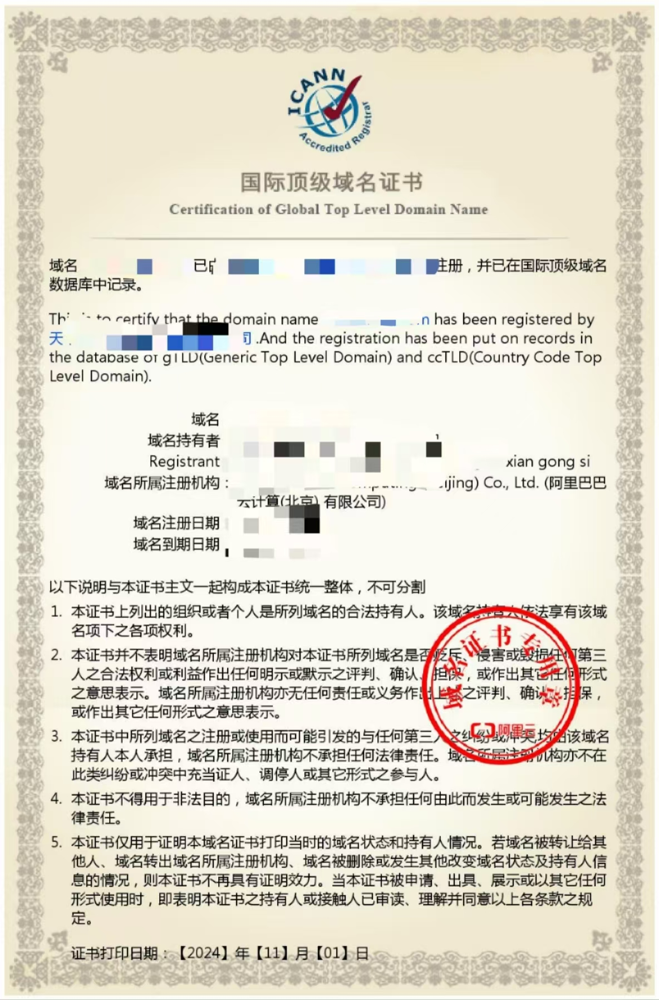 ICANN
Accredited Registrar
国际顶级域名证书
Certification of Global Top Level Domain Name
域名 已 注册，并已在国际顶级域名
数据库中记录。
This is to certify that the domain name has been registered by
天 司 .And the registration has been put on records in
the database of gTLD(Generic Top Level Domain) and ccTLD(Country Code Top
Level Domain).
域名
域名持有者
Registrant xian gong si
域名所属注册机构： Co., Ltd. (阿里巴巴
云计算(北京) 有限公司)
域名注册日期
域名到期日期
以下说明与本证书主文一起构成本证书统一整体，不可分割
1. 本证书上列出的组织或者个人是所列域名的合法持有人。该域名持有人依法享有该域
名项下之各项权利。
2. 本证书并不表明域名所属注册机构对本证书所列域名是否贬斥、侵害或毁损任何第三
人之合法权利或利益作出任何明示或默示之评判、确认、担保，或作出其它任何形式
之意思表示。域名所属注册机构亦无任何责任或义务作出上述之评判、确认、担保，
或作出其它任何形式之意思表示。
3. 本证书中所列域名之注册或使用而可能引发的与任何第三人之纠纷或冲突,均由该域名
持有人本人承担，域名所属注册机构不承担任何法律责任。域名所属注册机构亦不在
此类纠纷或冲突中充当证人、调停人或其它形式之参与人。
4. 本证书不得用于非法目的，域名所属注册机构不承担任何由此而发生或可能发生之法
律责任。
5. 本证书仅用于证明本域名证书打印当时的域名状态和持有人情况。若域名被转让给其
他人、域名转出域名所属注册机构、域名被删除或发生其他改变域名状态及持有人信
息的情况，则本证书不再具有证明效力。当本证书被申请、出具、展示或以其它任何
形式使用时，即表明本证书之持有人或接触人已审读、理解并同意以上各条款之规
定。
域名证书专用章
阿里云
证书打印日期：【2024】年【11】月【01】日